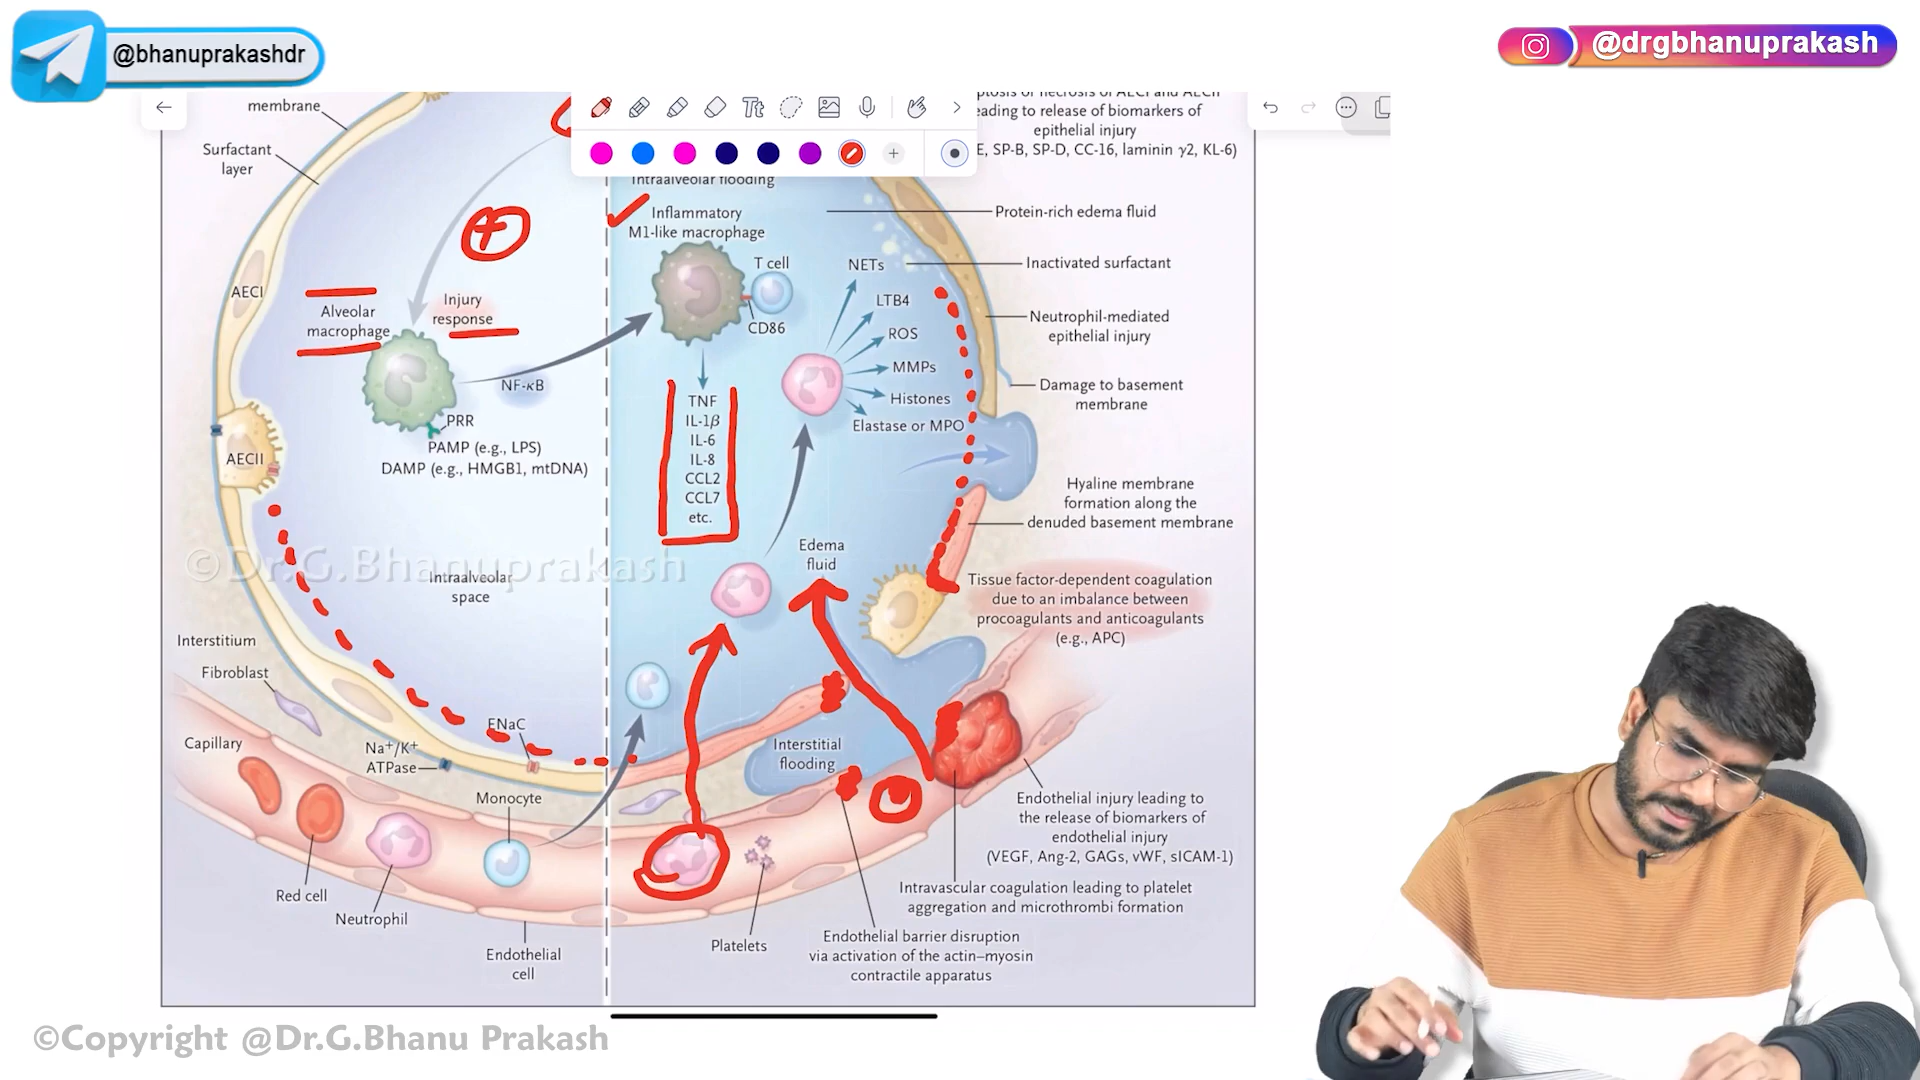 @bhanuprakashdr
@drgbhanuprakash
membrane
Surfactant
layer
Tt
eading to release of biomarkers of
epithelial injury
E, SP-B, SP-D, CC-16, laminin γ2, KL-6)
Intraalveolar flooding
Inflammatory
M1-like macrophage
Protein-rich edema fluid
T cell
NETs
Inactivated surfactant
AECI
Injury
response
Alveolar
macrophage
CD86
LTB4
ROS
Neutrophil-mediated
epithelial injury
NF-κB
MMPs
Histones
Elastase or MPO
Damage to basement
membrane
TNF
IL-1β
IL-6
IL-8
CCL2
CCL7
etc.
PRR
PAMP (e.g., LPS)
DAMP (e.g., HMGB1, mtDNA)
AECII
Hyaline membrane
formation along the
denuded basement membrane
Edema
fluid
©Dr.G.Bhanuprakash
Intraalveolar
space
Tissue factor-dependent coagulation
due to an imbalance between
procoagulants and anticoagulants
(e.g., APC)
Interstitium
Fibroblast
ENaC
Capillary
Na+/K+
ATPase
Interstitial
flooding
Monocyte
Endothelial injury leading to
the release of biomarkers of
endothelial injury
(VEGF, Ang-2, GAGs, vWF, sICAM-1)
Red cell
Neutrophil
Intravascular coagulation leading to platelet
aggregation and microthrombi formation
Platelets
Endothelial barrier disruption
via activation of the actin–myosin
contractile apparatus
Endothelial
cell
©Copyright @Dr.G.Bhanu Prakash